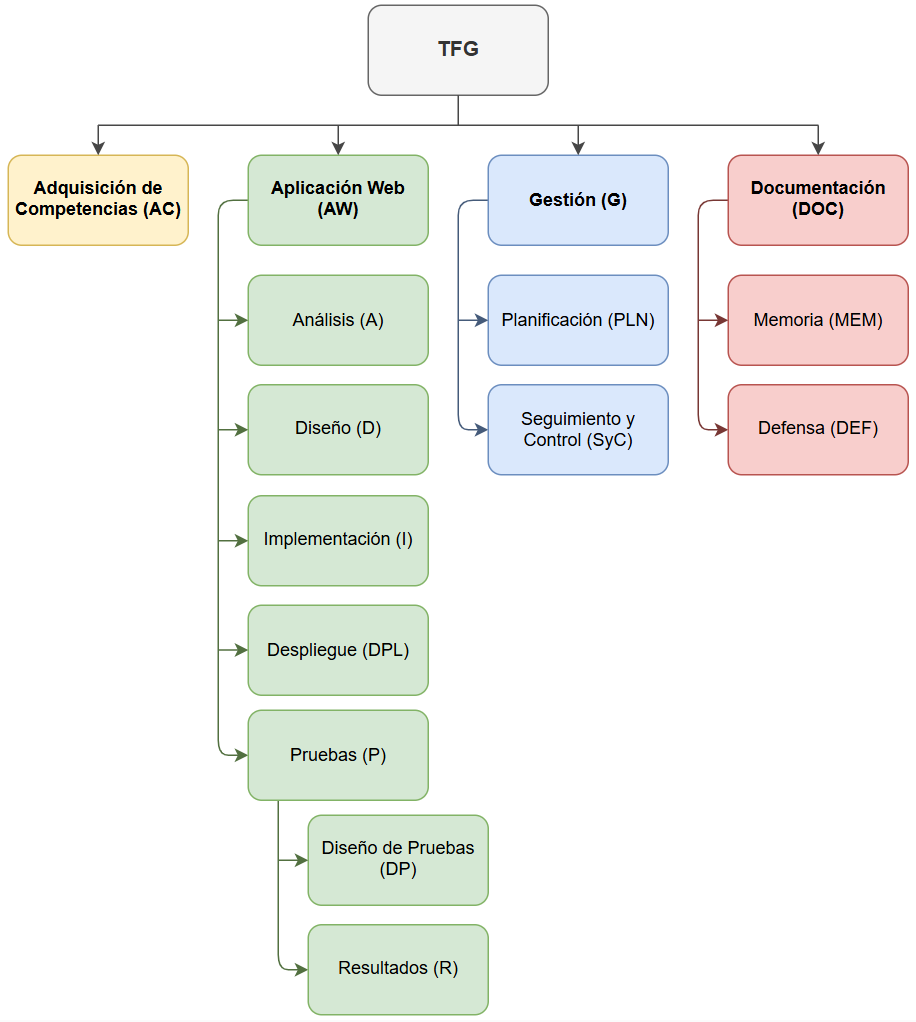 TFG
Adquisición de
Competencias (AC)
Aplicación Web
(AW)
Gestión (G)
Documentación
(DOC)
Análisis (A)
Planificación (PLN)
Memoria (MEM)
Diseño (D)
Seguimiento y
Control (SyC)
Defensa (DEF)
Implementación (I)
Despliegue (DPL)
Pruebas (P)
Diseño de Pruebas
(DP)
Resultados (R)